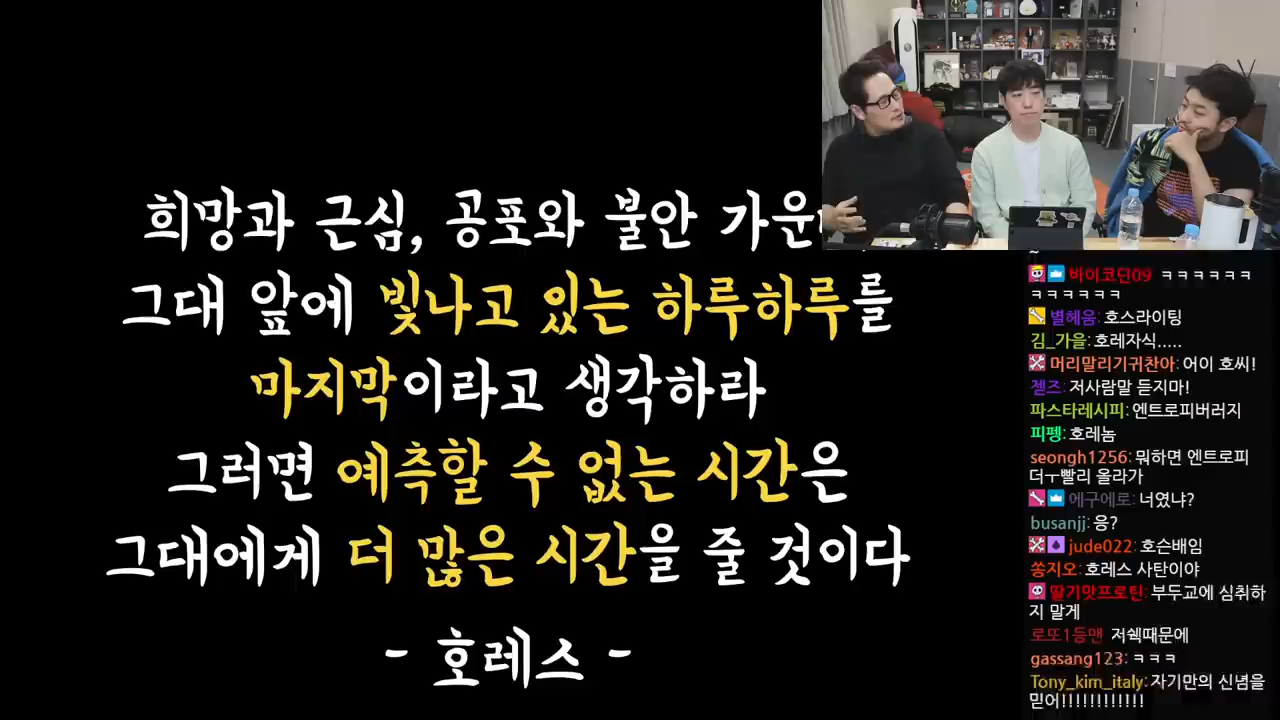 희망과 근심, 공포와 불안
그대 앞에 빛나고 있는 하루하루를
마지막이라고 생각하라
그러면 예측할 수 없는 시간은
그대에게 더 많은 시간을 줄 것이다
- 호레스 -
바이코딘09 ㅋㅋㅋㅋㅋㅋ
ㅋㅋㅋㅋㅋㅋ
별헤움: 호스라이팅
김_가을: 호레자식.....
머리말리기귀찬아: 어이 호씨!
젠즈: 저사람말 듣지마!
파스타레시피: 엔트로피버러지
피펭: 호레놈
seongh1256: 뭐하면 엔트로피
더ㅜ빨리 올라가
에구에로: 너였냐?
busanjj: 응?
jude022: 호슨배임
쏭지오: 호레스 사탄이야
딸기맛프로틴: 부두교에 심취하
지 말게
로또1등맨 저쉑때문에
gassang123: ㅋㅋㅋ
Tony_kim_italy: 자기만의 신념을
믿어!!!!!!!!!!!!